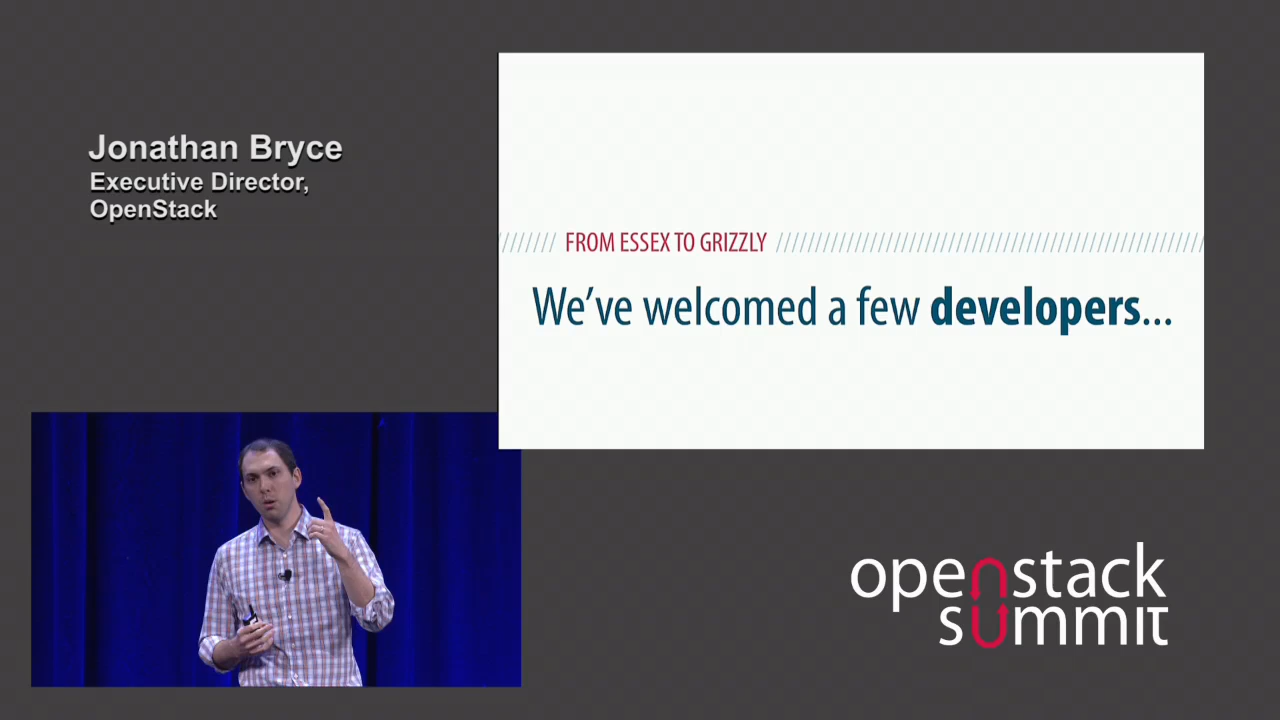 Jonathan Bryce
Executive Director,
OpenStack
FROM ESSEX TO GRIZZLY
We've welcomed a few developers...
openstack
summit